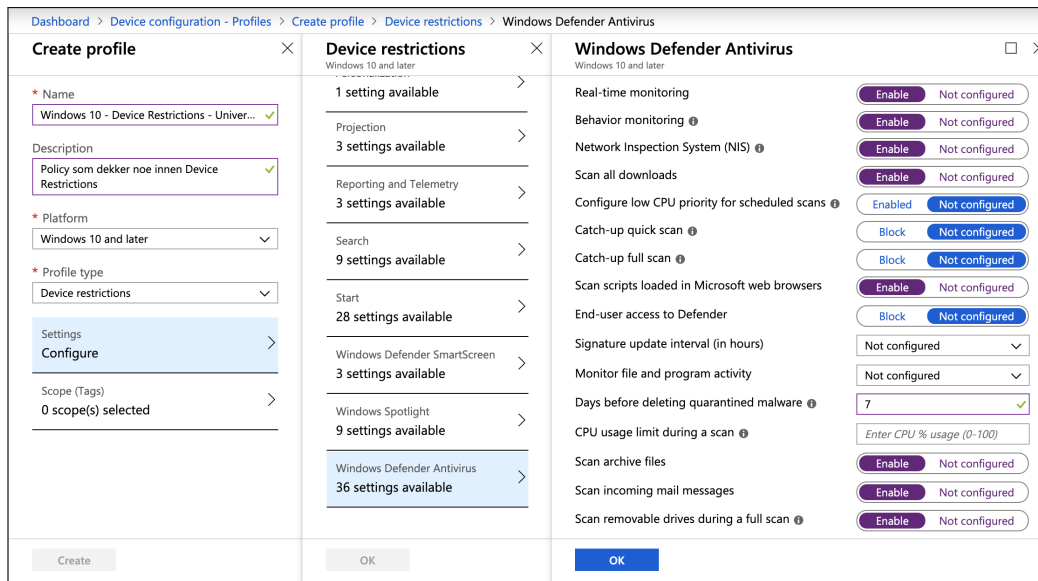 Dashboard > Device configuration - Profiles > Create profile > Device restrictions > Windows Defender Antivirus
Create profile
* Name
Windows 10 - Device Restrictions - Univer...
Description
Policy som dekker noe innen Device
Restrictions
* Platform
Windows 10 and later
* Profile type
Device restrictions
Settings
Configure
Scope (Tags)
0 scope(s) selected
Create
Device restrictions
Windows 10 and later
Personalization
1 setting available
Projection
3 settings available
Reporting and Telemetry
3 settings available
Search
9 settings available
Start
28 settings available
Windows Defender SmartScreen
3 settings available
Windows Spotlight
9 settings available
Windows Defender Antivirus
36 settings available
OK
Windows Defender Antivirus
Windows 10 and later
Real-time monitoring Enable Not configured
Behavior monitoring Enable Not configured
Network Inspection System (NIS) Enable Not configured
Scan all downloads Enable Not configured
Configure low CPU priority for scheduled scans Enabled Not configured
Catch-up quick scan Block Not configured
Catch-up full scan Block Not configured
Scan scripts loaded in Microsoft web browsers Enable Not configured
End-user access to Defender Block Not configured
Signature update interval (in hours) Not configured
Monitor file and program activity Not configured
Days before deleting quarantined malware 7
CPU usage limit during a scan Enter CPU % usage (0-100)
Scan archive files Enable Not configured
Scan incoming mail messages Enable Not configured
Scan removable drives during a full scan Enable Not configured
OK